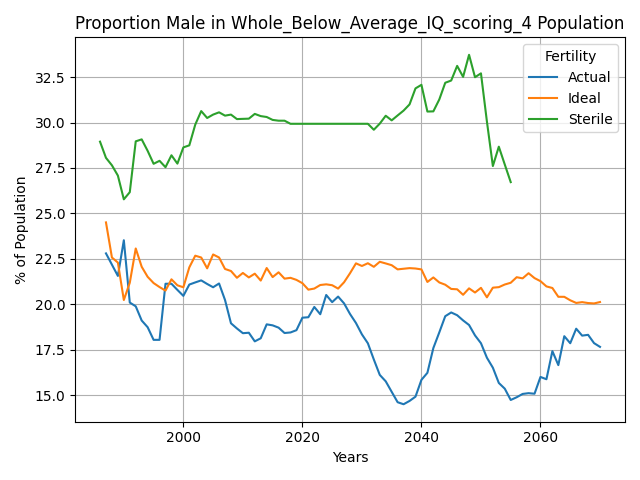 Proportion Male in Whole_Below_Average_IQ_scoring_4 Population
Fertility
Actual
Ideal
Sterile
% of Population
32.5
30.0
27.5
25.0
22.5
20.0
17.5
15.0
2000
2020
2040
2060
Years